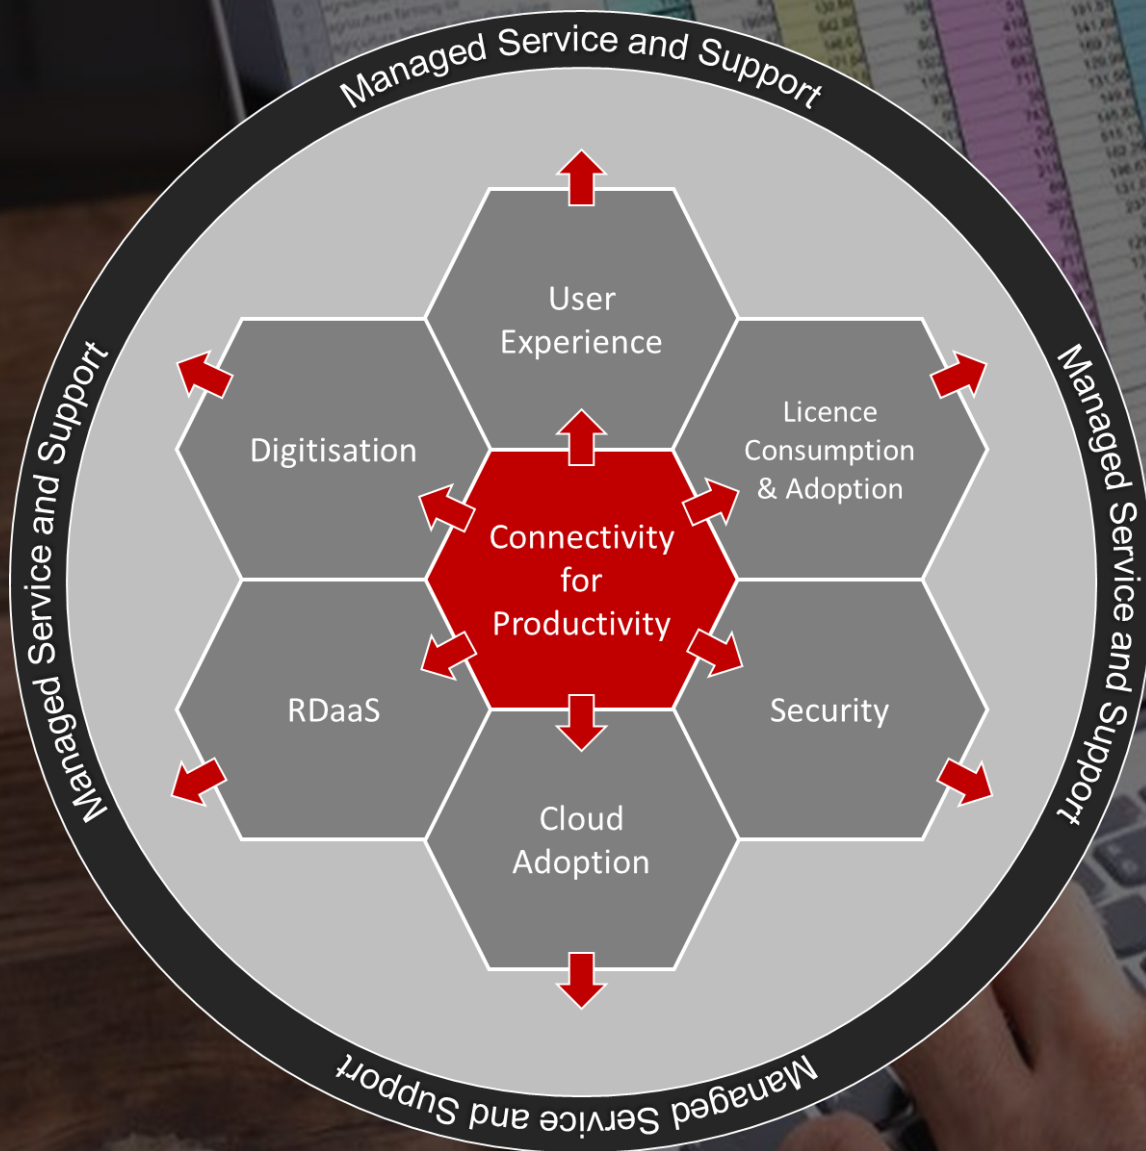 Managed Service and Support
User
Experience
Licence
Consumption
& Adoption
Digitisation
Connectivity
for
Productivity
RDaaS
Security
Cloud
Adoption
Managed Service and Support
Managed Service and Support
Managed Service and Support